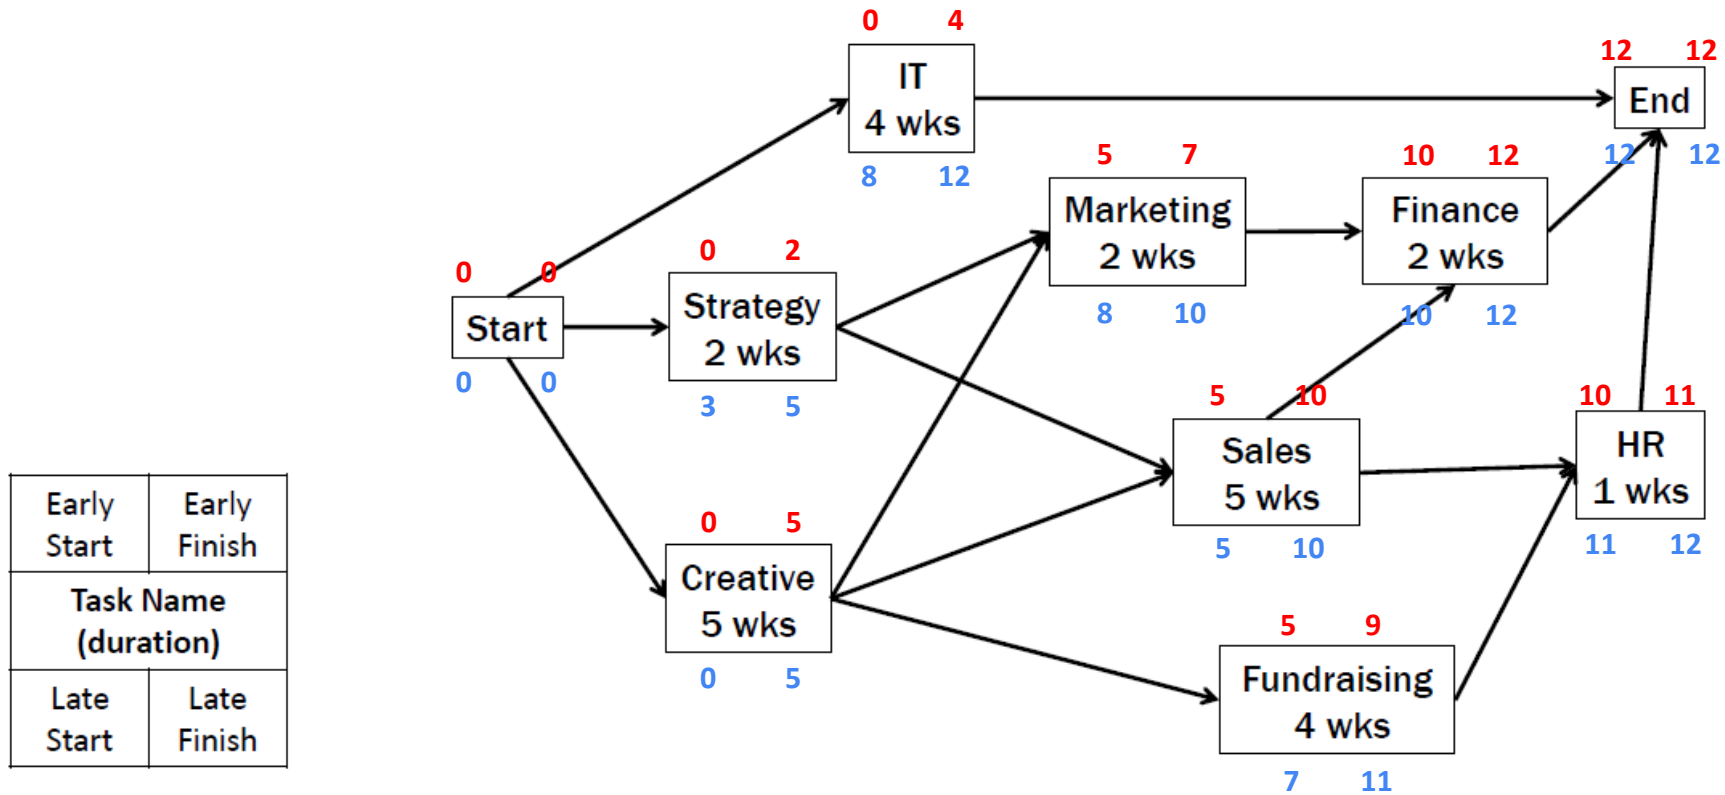 0 4
IT
4 wks
8 12
12 12
End
12 12
5 7
Marketing
2 wks
8 10
10 12
Finance
2 wks
10 12
0 0
Start
0 0
0 2
Strategy
2 wks
3 5
5 10
Sales
5 wks
5 10
10 11
HR
1 wks
11 12
0 5
Creative
5 wks
0 5
5 9
Fundraising
4 wks
7 11
Early Early
Start Finish
Task Name
(duration)
Late Late
Start Finish